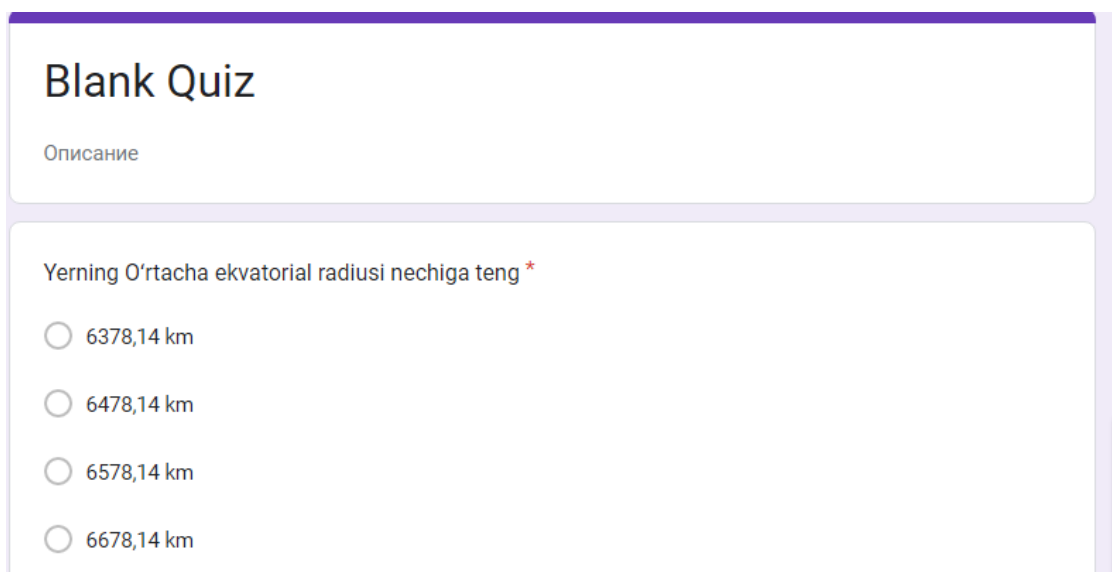 Blank Quiz
Описание
Yerning Oʻrtacha ekvatorial radiusi nechiga teng *
6378,14 km
6478,14 km
6578,14 km
6678,14 km